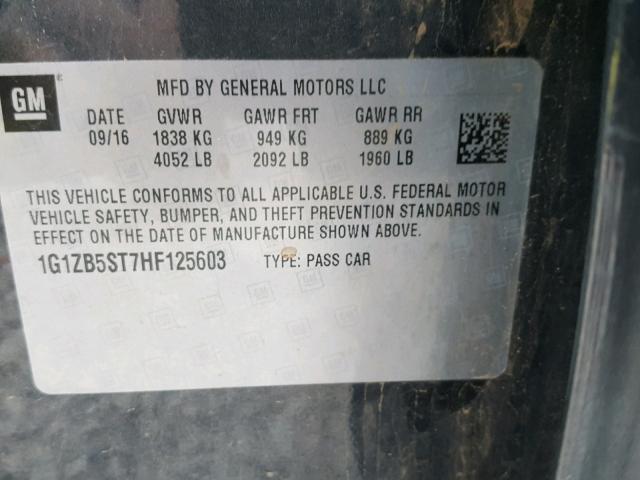 GM
MFD BY GENERAL MOTORS LLC
DATE GVWR GAWR FRT GAWR RR
09/16 1838 KG 949 KG 889 KG
4052 LB 2092 LB 1960 LB
THIS VEHICLE CONFORMS TO ALL APPLICABLE U.S. FEDERAL MOTOR
VEHICLE SAFETY, BUMPER, AND THEFT PREVENTION STANDARDS IN
EFFECT ON THE DATE OF MANUFACTURE SHOWN ABOVE.
1G1ZB5ST7HF125603 TYPE: PASS CAR